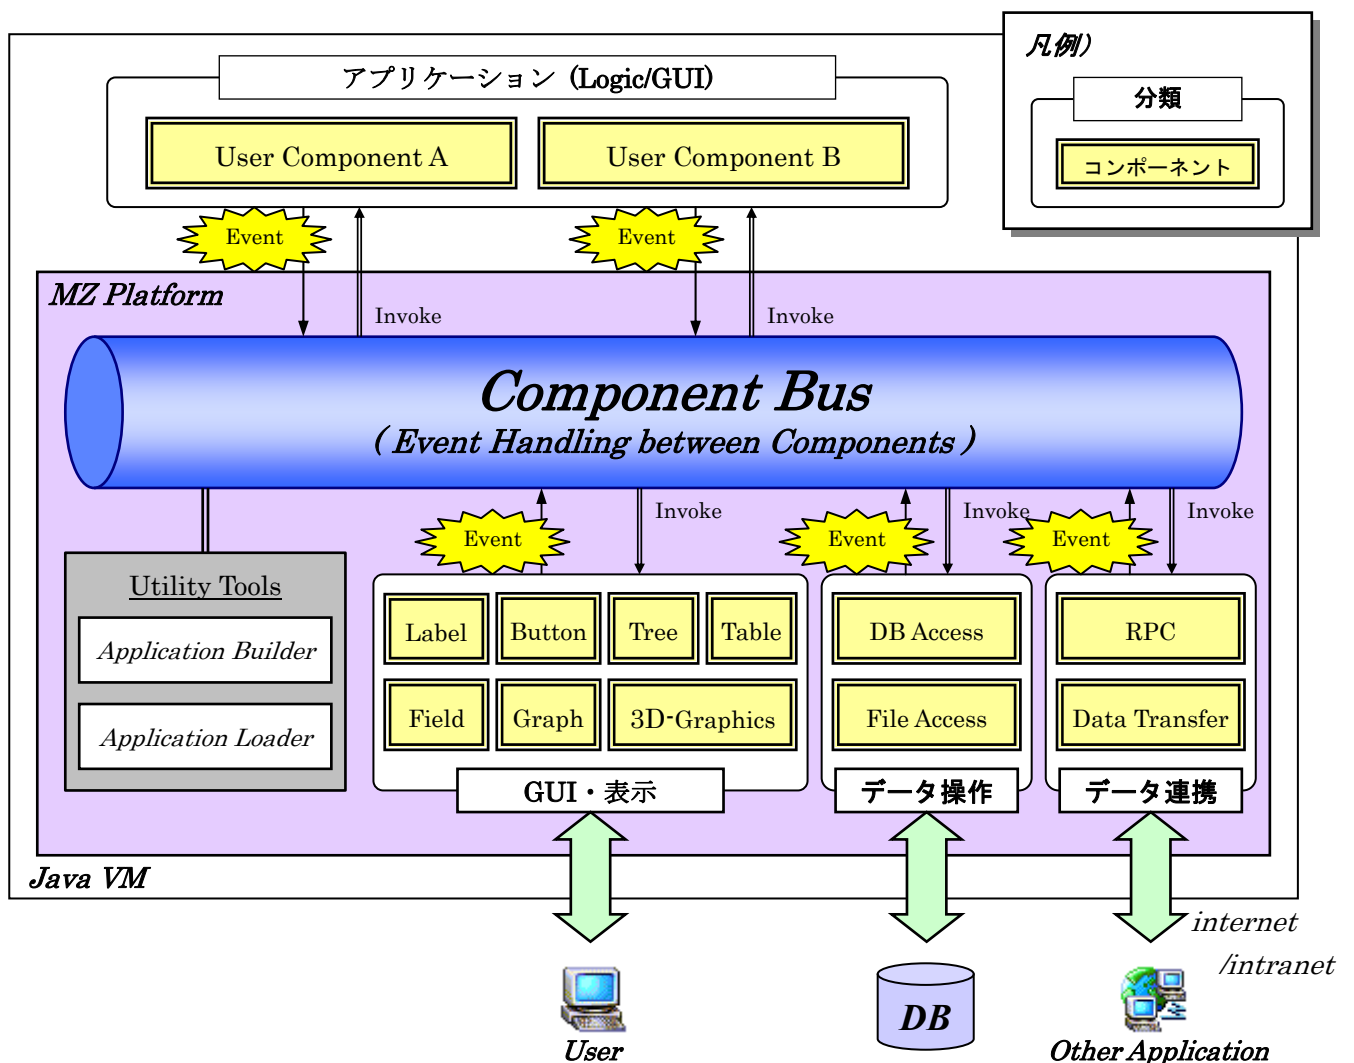 凡例）
分類
コンポーネント
アプリケーション (Logic/GUI)
User Component A
User Component B
Event
Event
MZ Platform
Invoke
Invoke
Component Bus
( Event Handling between Components )
Invoke
Invoke
Invoke
Event
Event
Event
Utility Tools
Application Builder
Application Loader
Label
Button
Tree
Table
Field
Graph
3D-Graphics
GUI・表示
DB Access
File Access
データ操作
RPC
Data Transfer
データ連携
Java VM
internet
/intranet
User
DB
Other Application